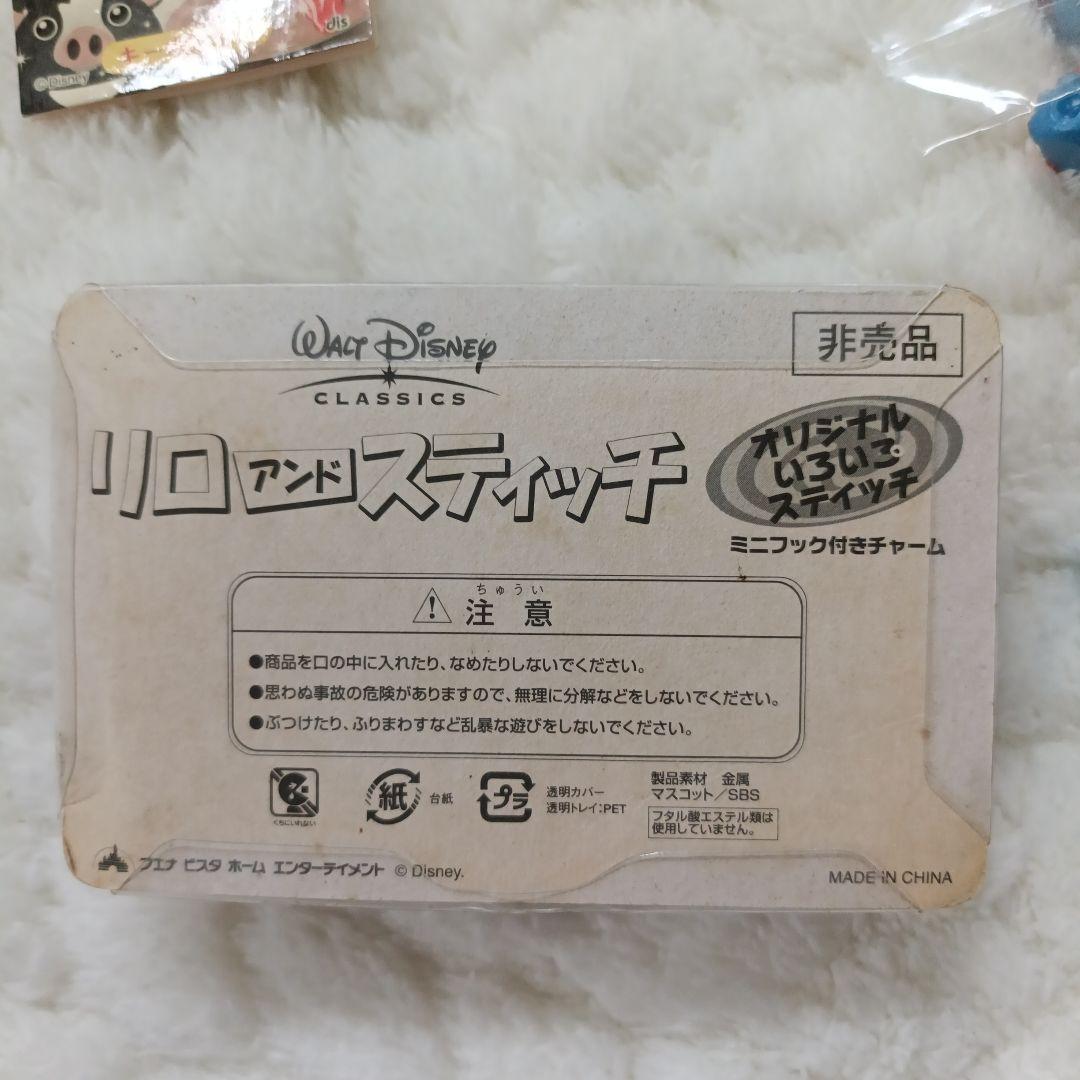 dis
© Disney
WALT DISNEY
CLASSICS
非売品
リロ アンド スティッチ
オリジナル
いろいろ
スティッチ
ミニフック付きチャーム
ちゅうい
注意
●商品を口の中に入れたり、なめたりしないでください。
●思わぬ事故の危険がありますので、無理に分解などをしないでください。
●ぶつけたり、ふりまわすなど乱暴な遊びをしないでください。
くちにいれない
紙
台紙
プラ
透明カバー
透明トレイ:PET
製品素材 金属
マスコット/SBS
フタル酸エステル類は
使用していません。
ブエナ ビスタ ホーム エンターテイメント © Disney.
MADE IN CHINA